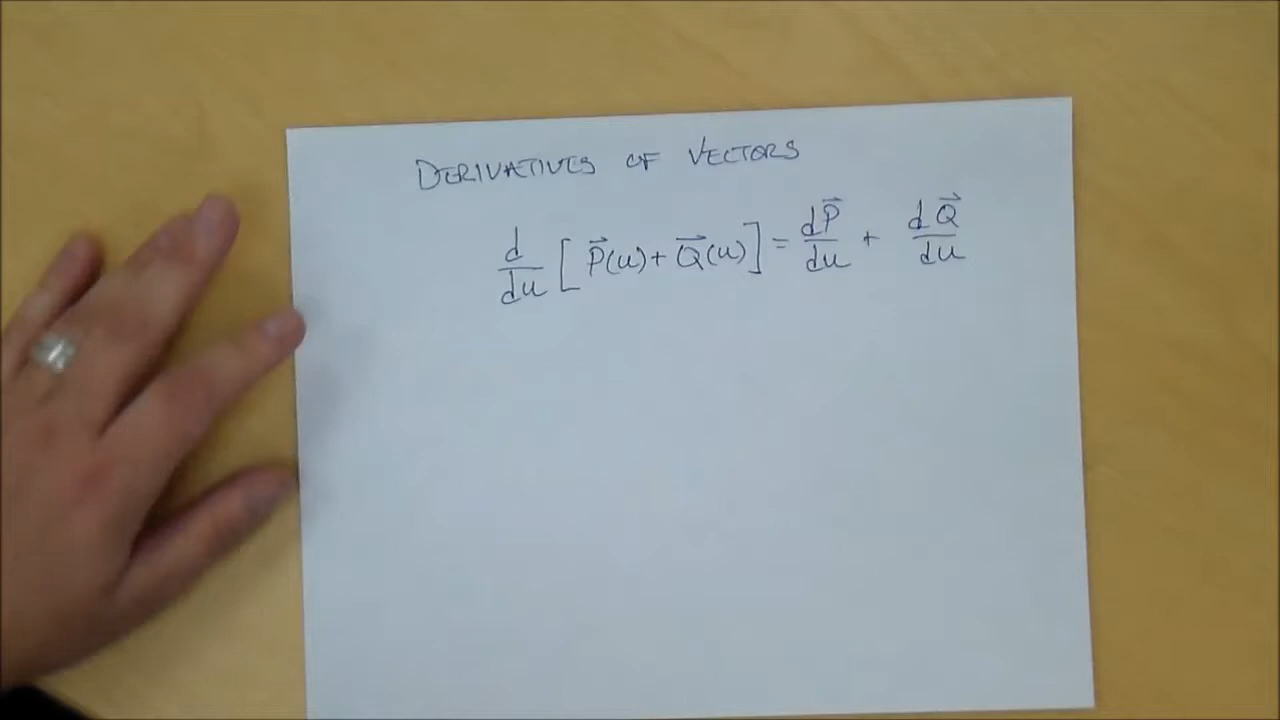 DERIVATIVES OF VECTORS
d/du [ P⃗(u) + Q⃗(u) ] = dP⃗/du + dQ⃗/du